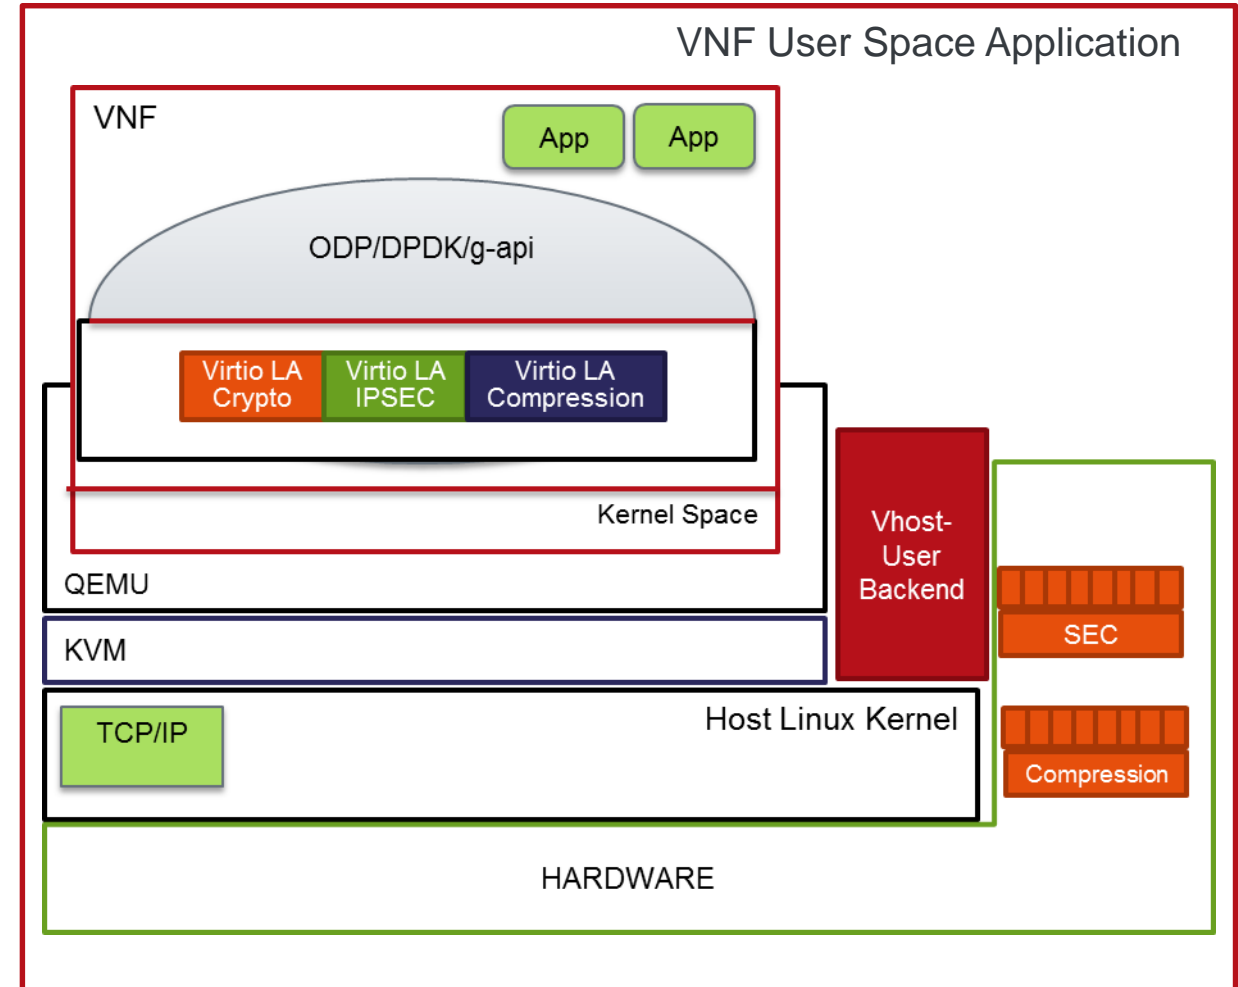 VNF User Space Application
VNF
App
App
ODP/DPDK/g-api
Virtio LA
Crypto
Virtio LA
IPSEC
Virtio LA
Compression
Kernel Space
QEMU
Vhost-
User
Backend
SEC
KVM
TCP/IP
Host Linux Kernel
Compression
HARDWARE